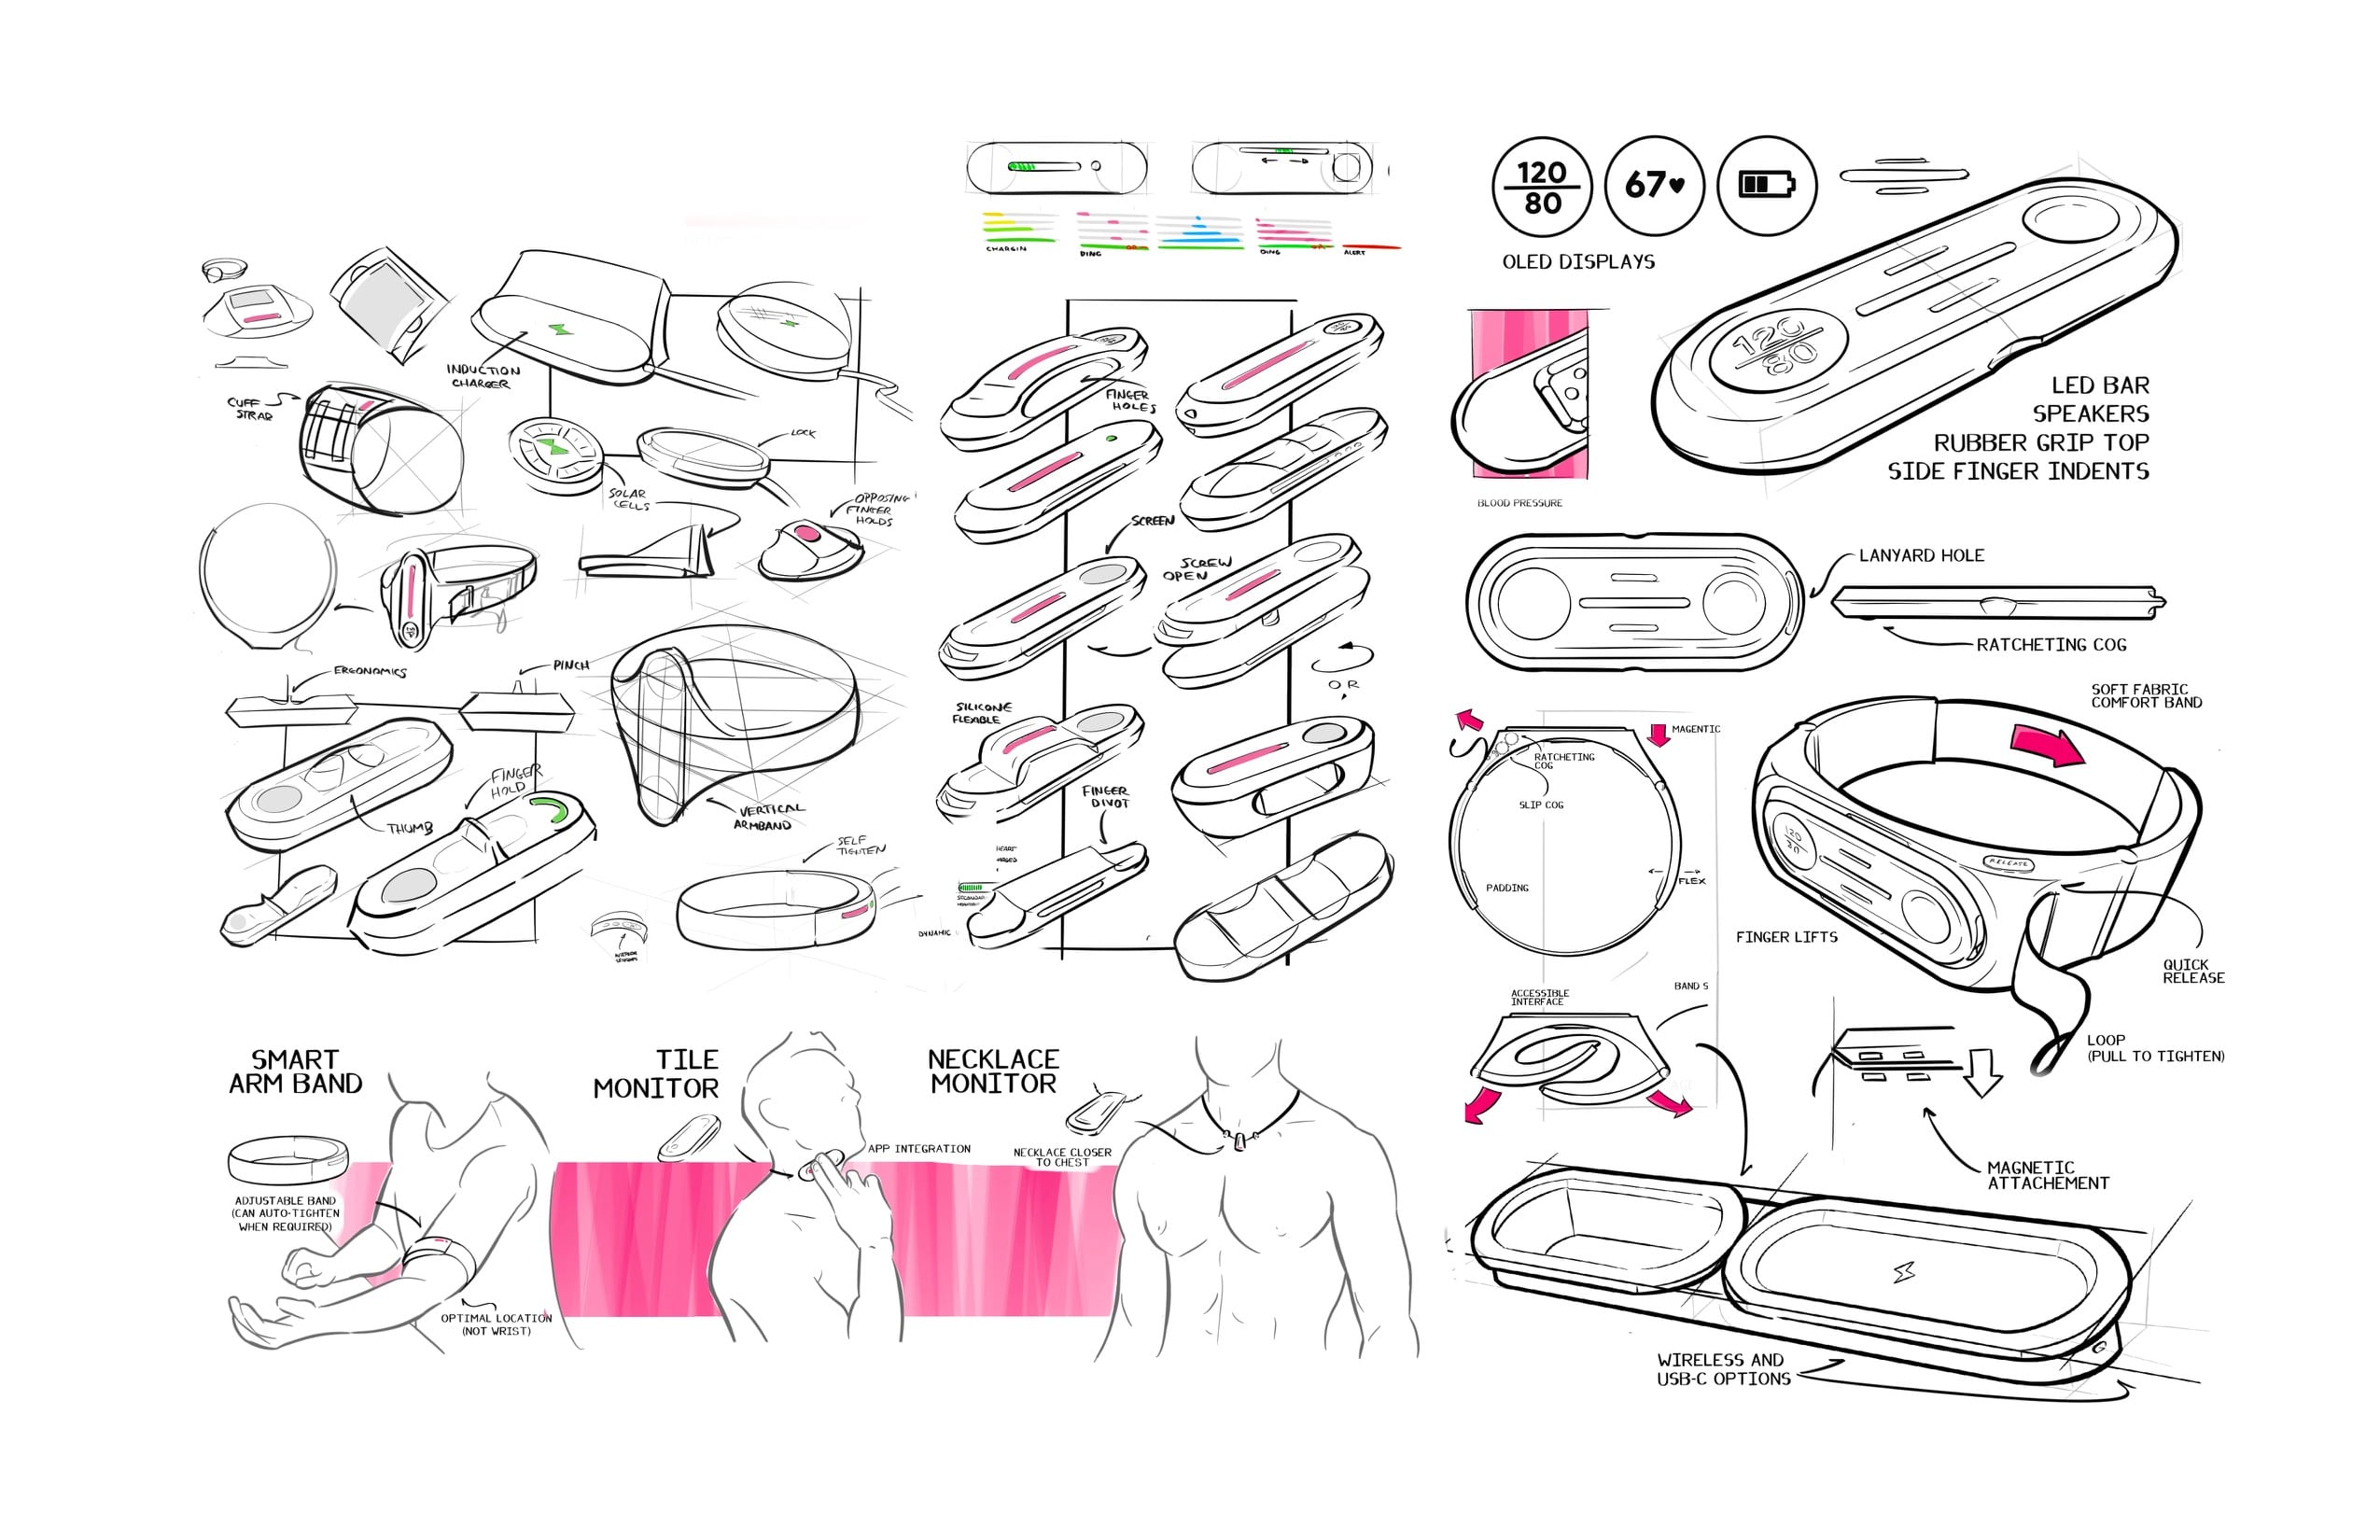 CHARGIN
DING
OR
DING
OR
ALERT
120
80
67
OLED DISPLAYS
120
80
LED BAR
SPEAKERS
RUBBER GRIP TOP
SIDE FINGER INDENTS
BLOOD PRESSURE
INDUCTION
CHARGER
CUFF
STRAP
LOCK
SOLAR
CELLS
OPPOSING
FINGER
HOLDS
FINGER
HOLES
SCREEN
SCREW
OPEN
OR
SILICONE
FLEXABLE
FINGER
DIVOT
ERGONOMICS
PINCH
THUMB
FINGER
HOLD
VERTICAL
ARMBAND
SELF
TIGHTEN
DYNAMIC
HEART
LANYARD HOLE
RATCHETING COG
MAGENTIC
RATCHETING
COG
SLIP COG
PADDING
FLEX
SOFT FABRIC
COMFORT BAND
120
80
RELEASE
FINGER LIFTS
QUICK
RELEASE
LOOP
(PULL TO TIGHTEN)
ACCESSIBLE
INTERFACE
BAND S
MAGNETIC
ATTACHEMENT
WIRELESS AND
USB-C OPTIONS
SMART
ARM BAND
ADJUSTABLE BAND
(CAN AUTO-TIGHTEN
WHEN REQUIRED)
OPTIMAL LOCATION
(NOT WRIST)
TILE
MONITOR
APP INTEGRATION
NECKLACE
MONITOR
NECKLACE CLOSER
TO CHEST